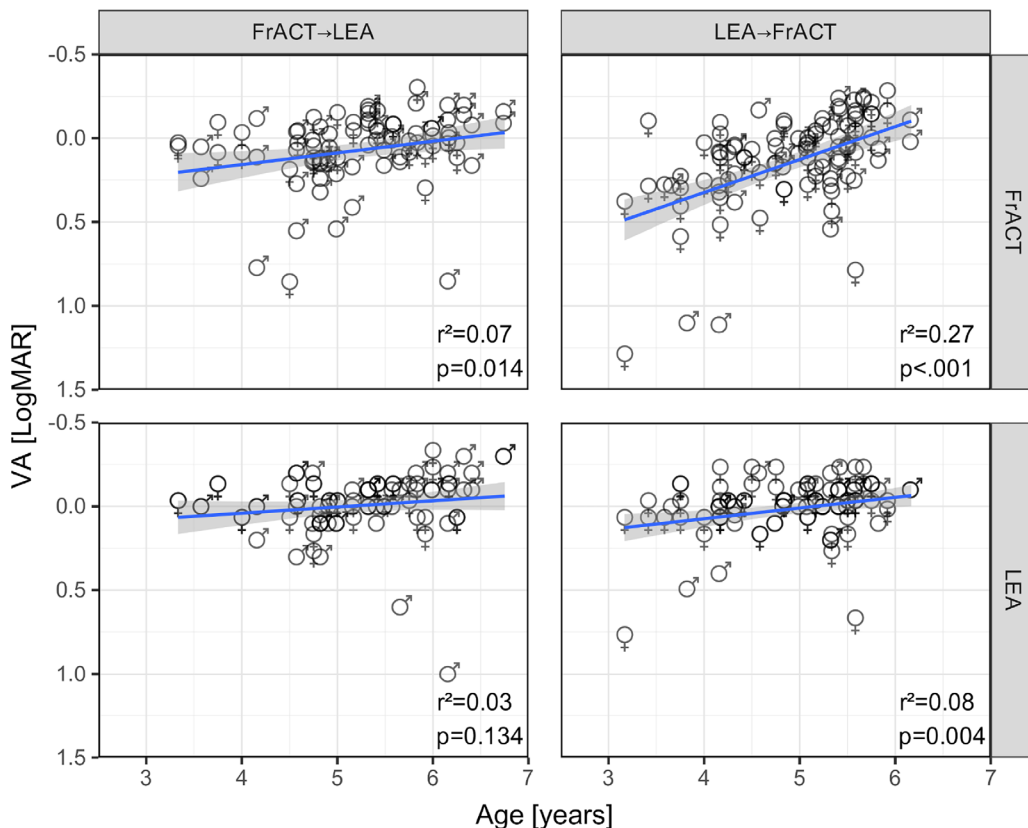 FrACT→LEA
LEA→FrACT
-0.5
0.0
0.5
1.0
1.5
r²=0.07
p=0.014
r²=0.27
p<.001
FrACT
VA [LogMAR]
-0.5
0.0
0.5
1.0
1.5
r²=0.03
p=0.134
r²=0.08
p=0.004
LEA
3 4 5 6 7
3 4 5 6 7
Age [years]